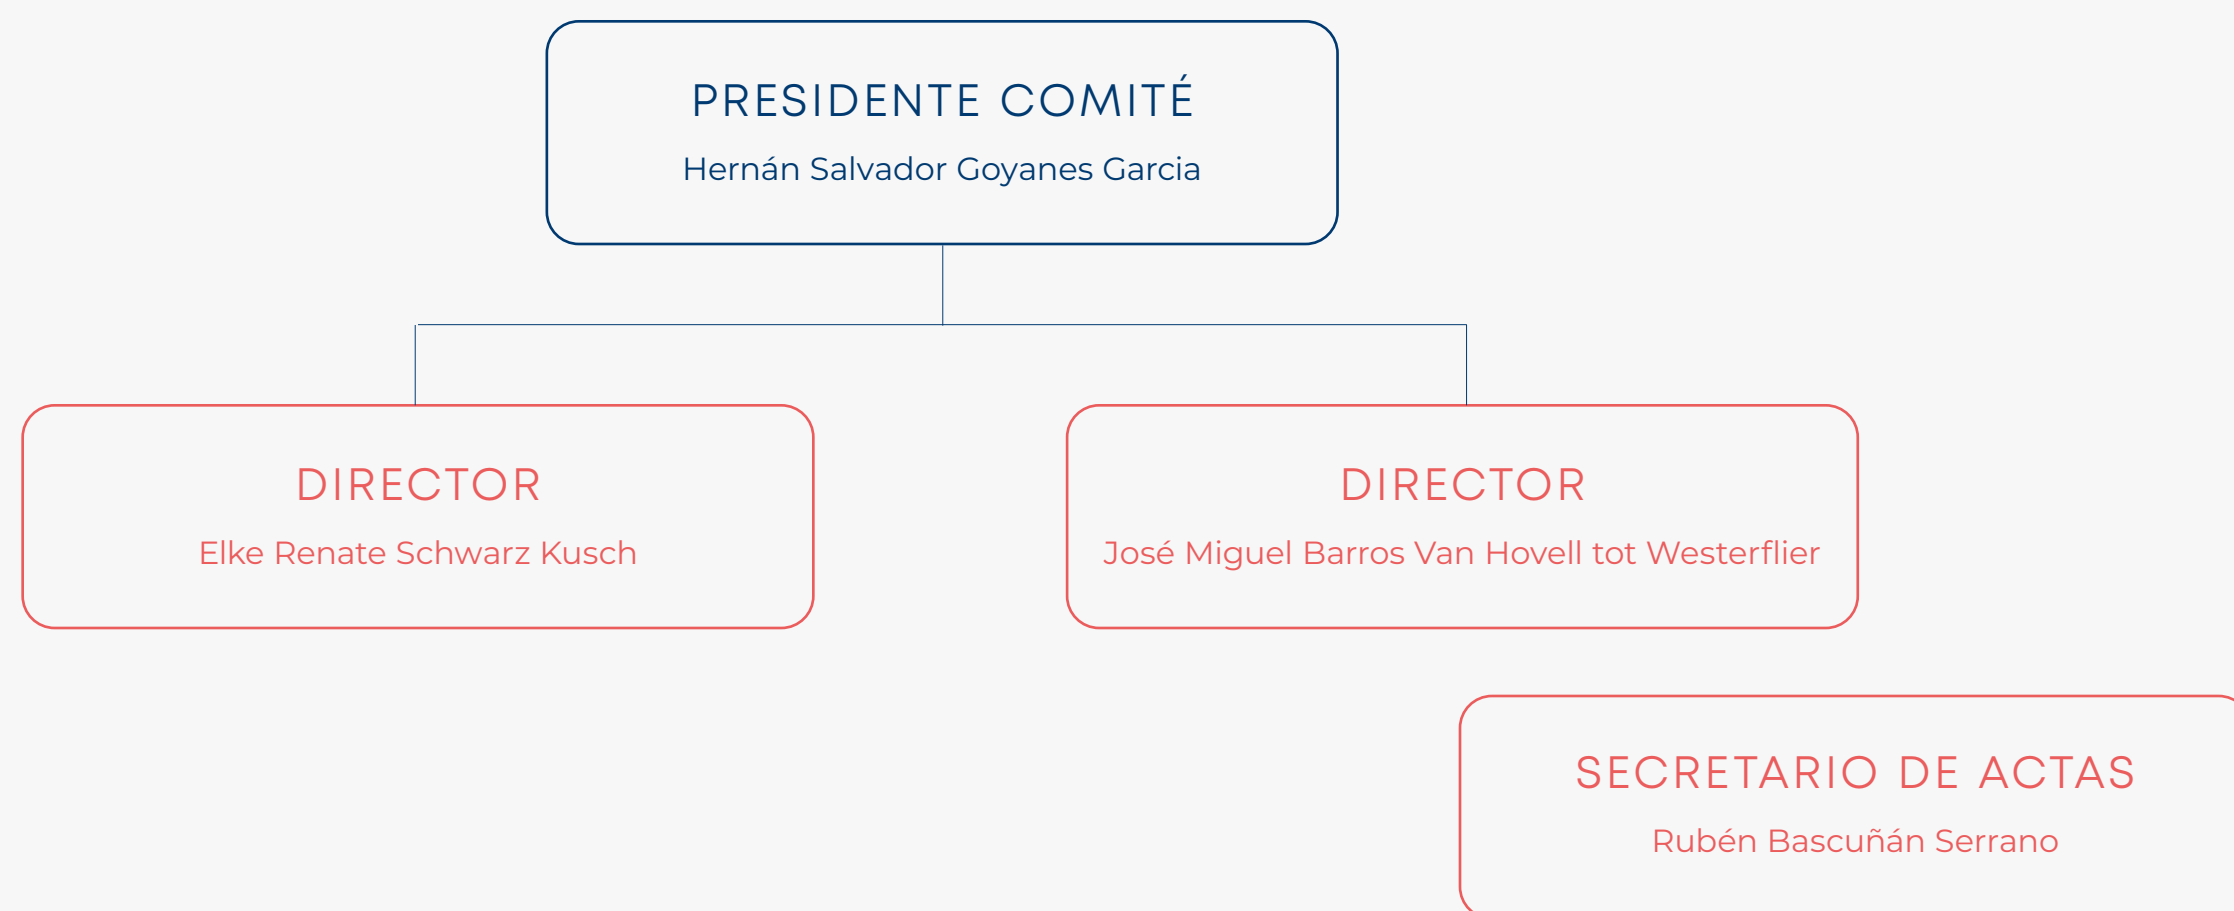 PRESIDENTE COMITÉ
Hernán Salvador Goyanes Garcia
DIRECTOR
Elke Renate Schwarz Kusch
DIRECTOR
José Miguel Barros Van Hovell tot Westerflier
SECRETARIO DE ACTAS
Rubén Bascuñán Serrano